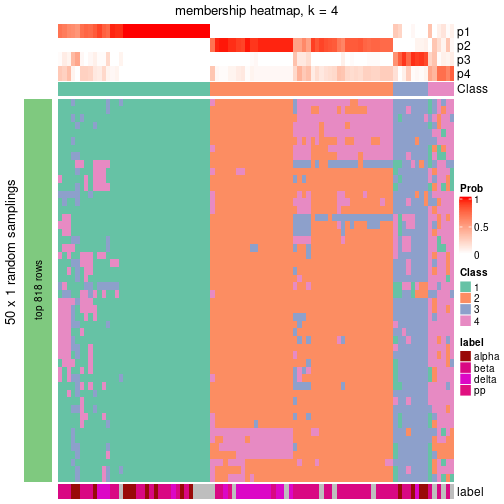 membership heatmap, k = 4
p1
p2
p3
p4
Class
50 x 1 random samplings
top 818 rows
Prob
1
0.5
0
Class
1
2
3
4
label
alpha
beta
delta
pp
label